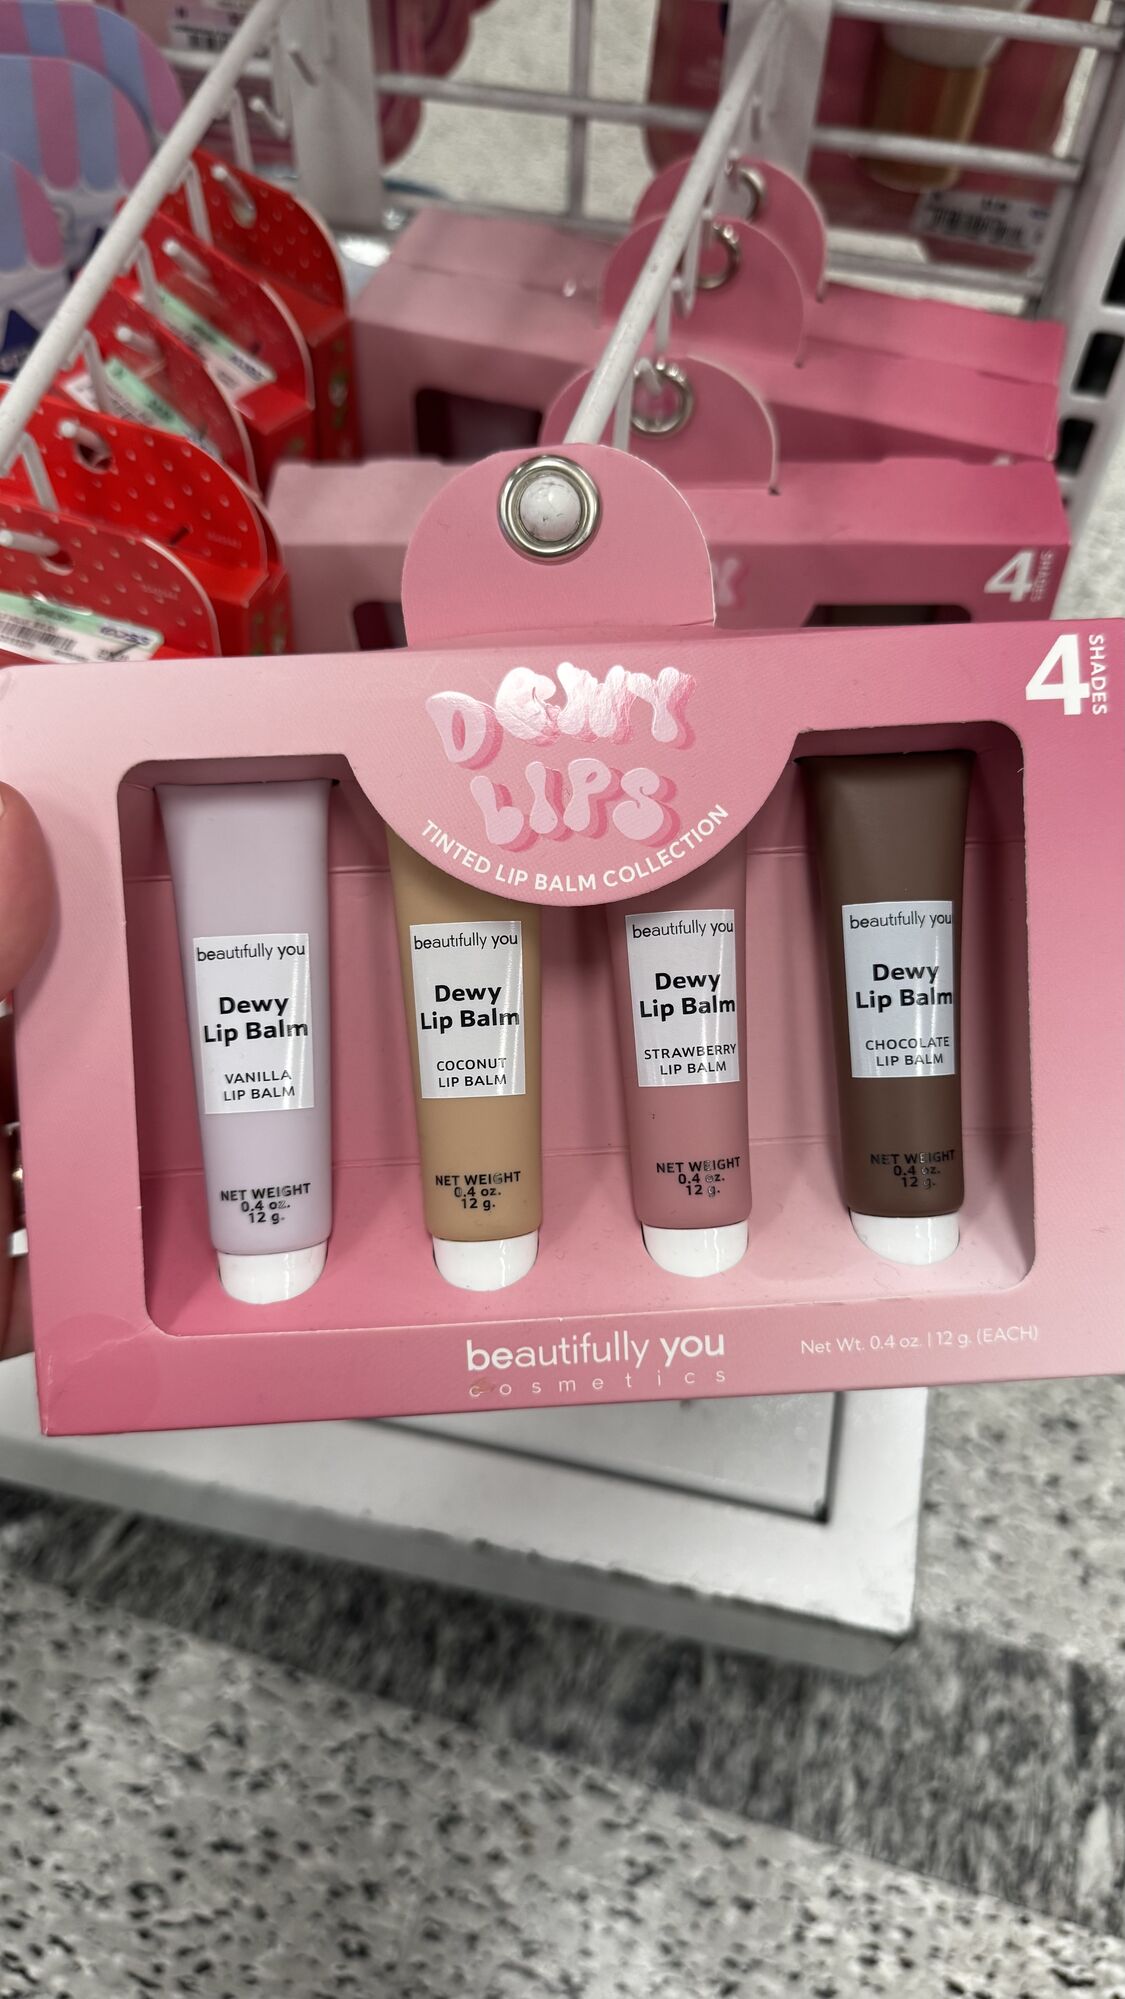 4
SHADES
4
SHADES
DEWY
LIPS
TINTED LIP BALM COLLECTION
beautifully you
Dewy
Lip Balm
VANILLA
LIP BALM
NET WEIGHT
0.4 oz.
12 g.
beautifully you
Dewy
Lip Balm
COCONUT
LIP BALM
NET WEIGHT
0.4 oz.
12 g.
beautifully you
Dewy
Lip Balm
STRAWBERRY
LIP BALM
NET WEIGHT
0.4 oz.
12 g.
beautifully you
Dewy
Lip Balm
CHOCOLATE
LIP BALM
NET WEIGHT
0.4 oz.
12 g.
beautifully you
cosmetics
Net Wt. 0.4 oz. | 12 g. (EACH)